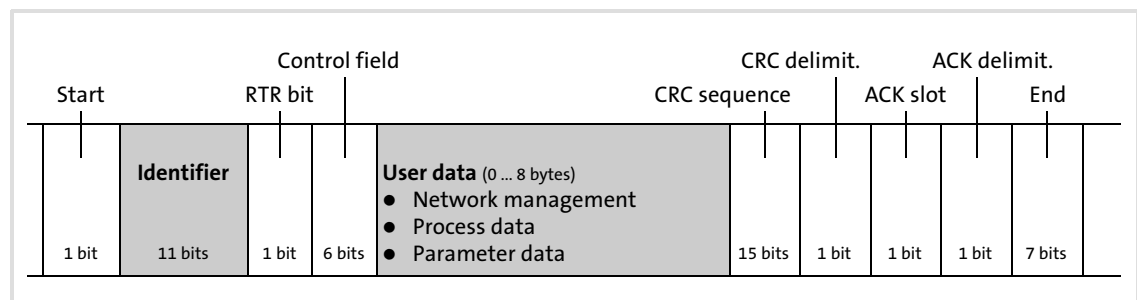 Control field
CRC delimit.
ACK delimit.
Start
RTR bit
CRC sequence
ACK slot
End
Identifier
User data (0 ... 8 bytes)
● Network management
● Process data
● Parameter data
1 bit
11 bits
1 bit
6 bits
15 bits
1 bit
1 bit
1 bit
7 bits